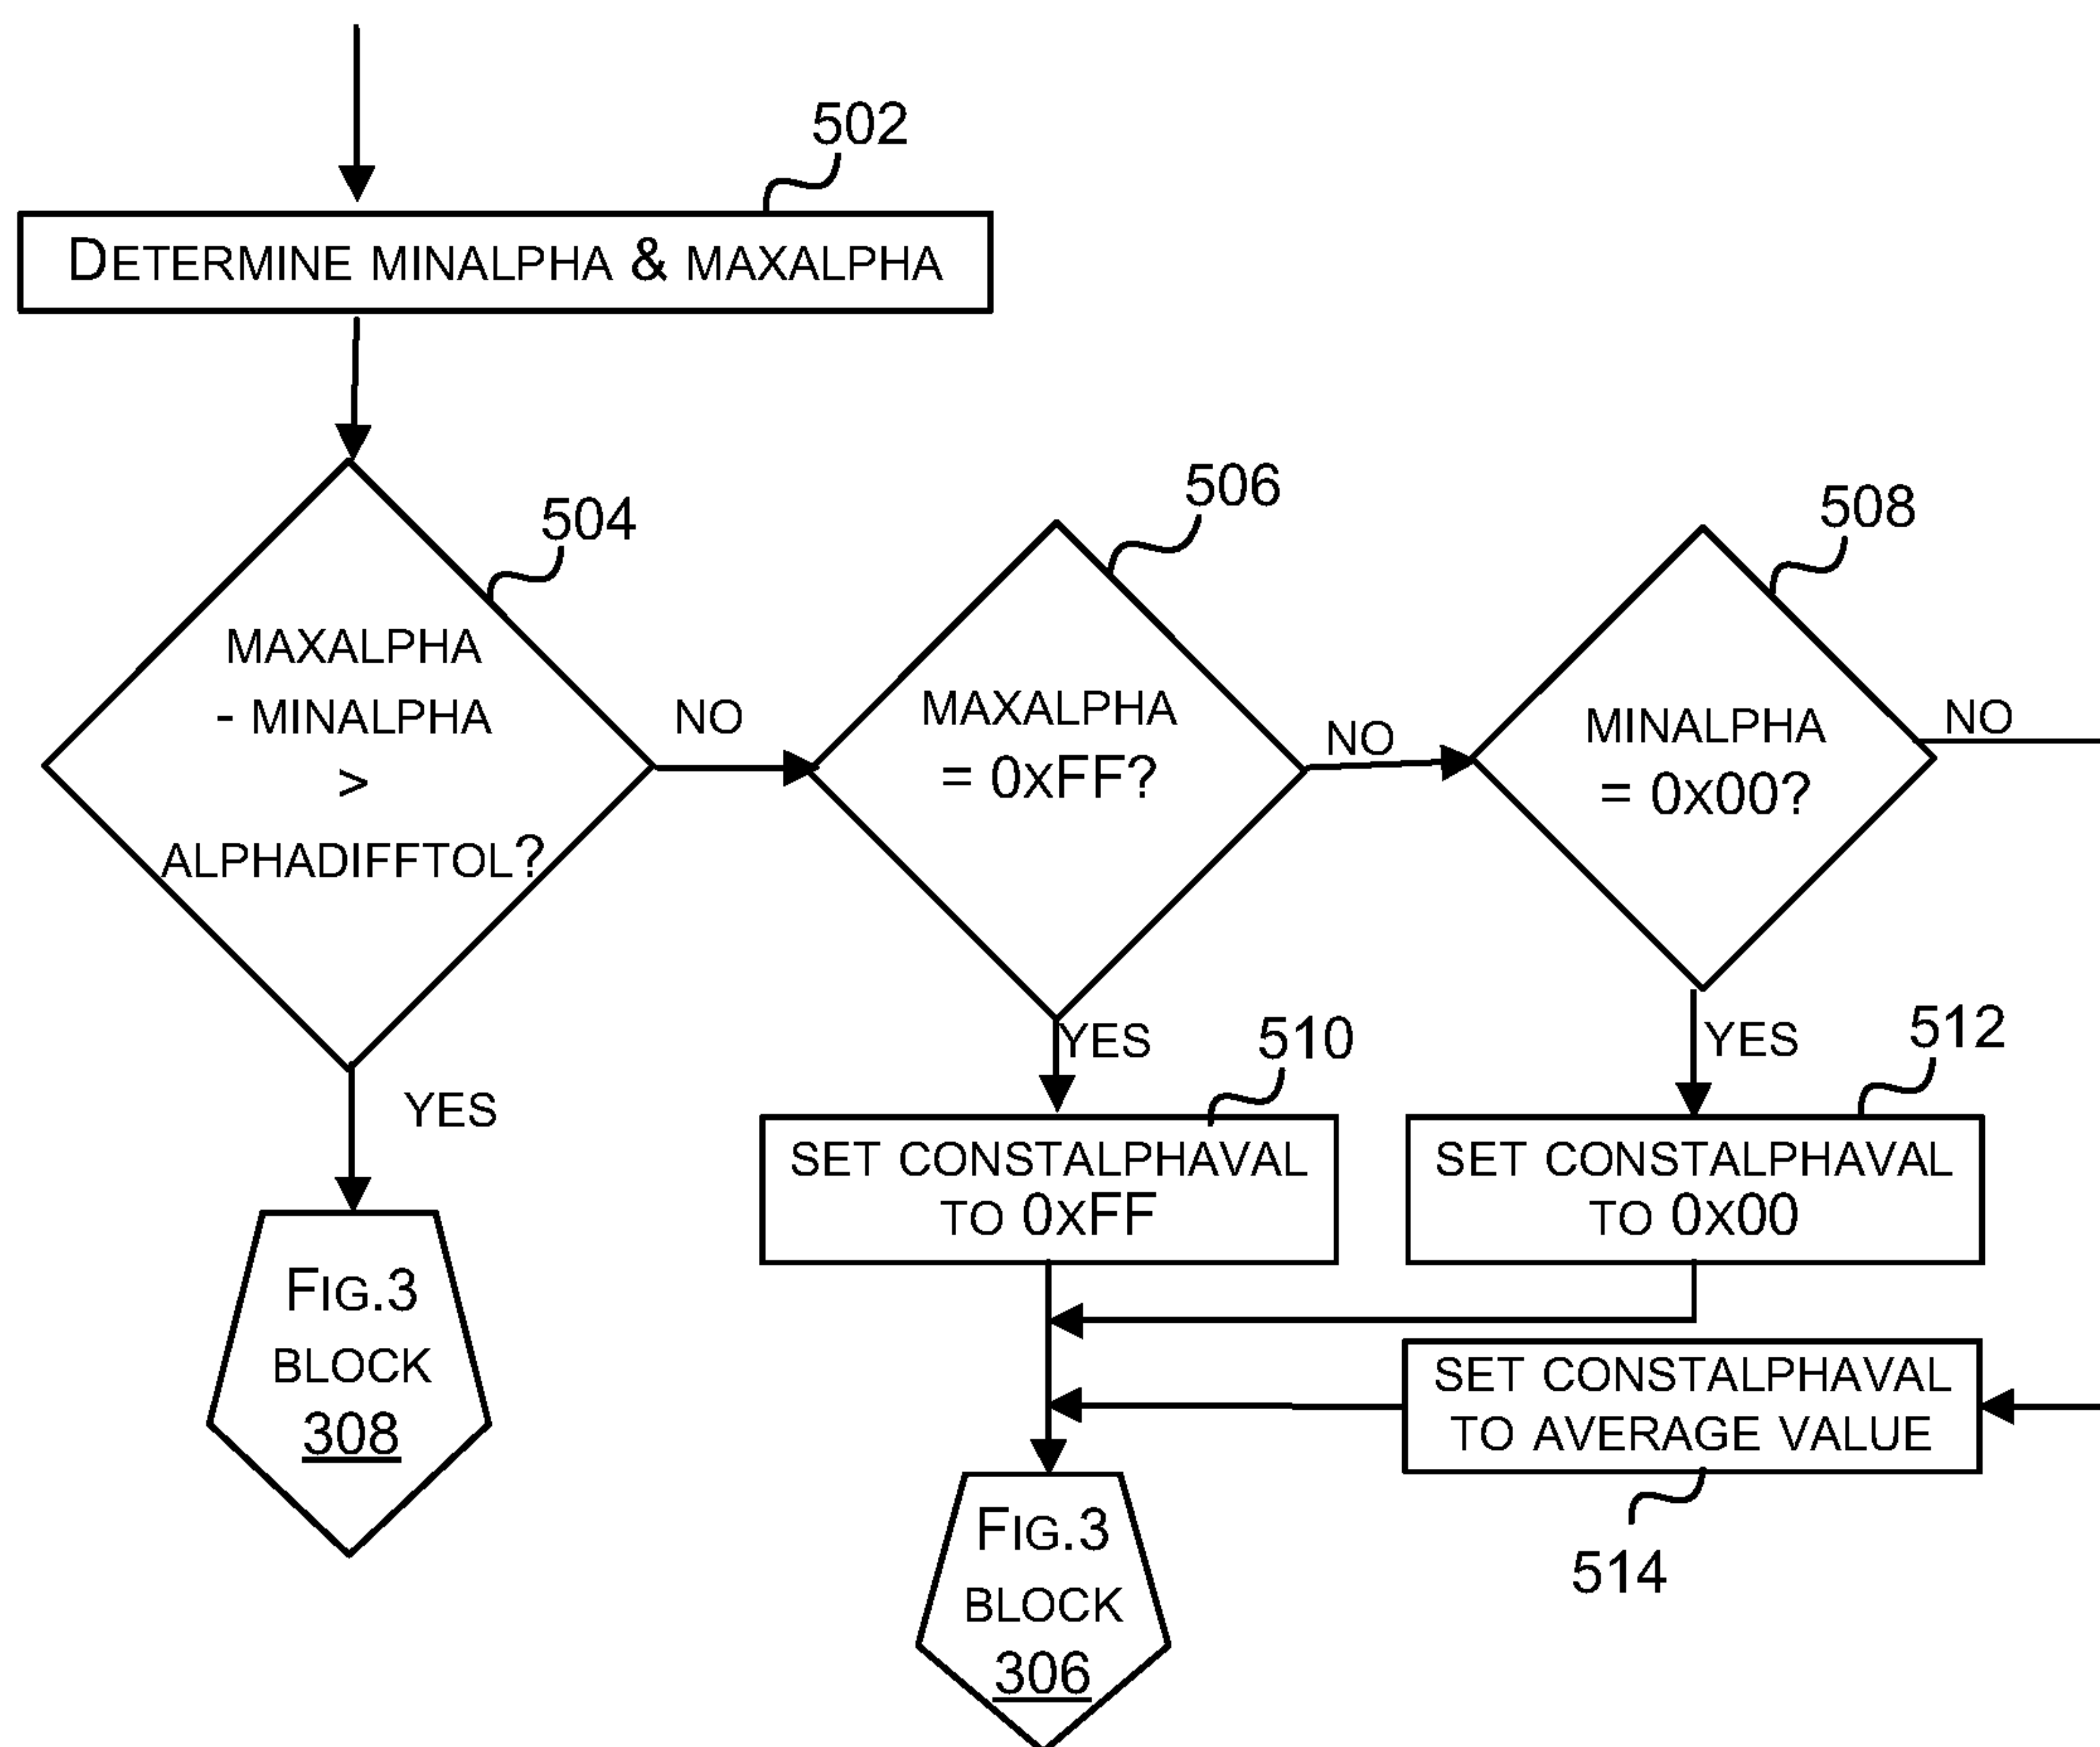 502
DETERMINE MINALPHA & MAXALPHA
504
MAXALPHA
- MINALPHA
>
ALPHADIFFTOL?
NO
YES
506
MAXALPHA
= 0XFF?
NO
YES
508
MINALPHA
= 0X00?
NO
YES
510
SET CONSTALPHAVAL
TO 0XFF
512
SET CONSTALPHAVAL
TO 0X00
SET CONSTALPHAVAL
TO AVERAGE VALUE
514
FIG.3
BLOCK
308
FIG.3
BLOCK
306